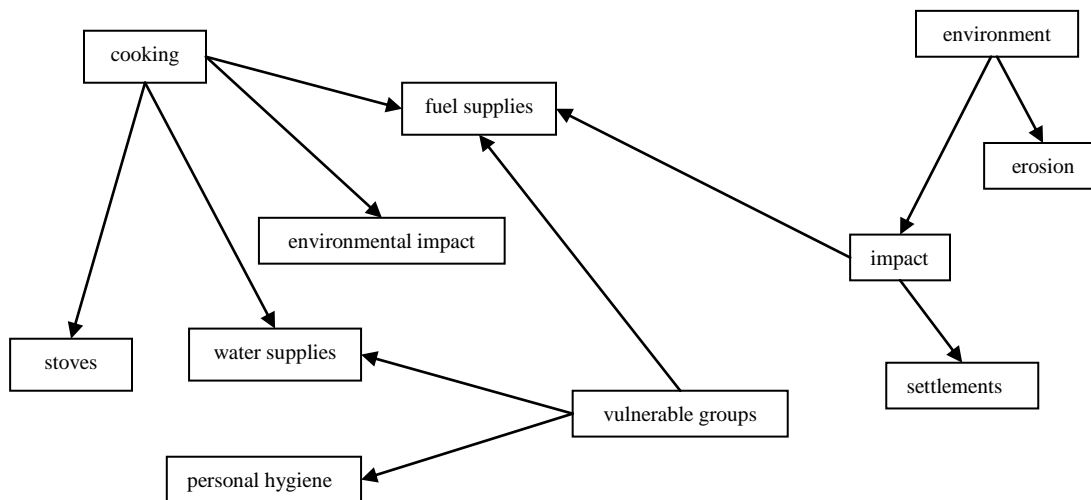 environment
cooking
fuel supplies
erosion
environmental impact
impact
water supplies
stoves
settlements
vulnerable groups
personal hygiene